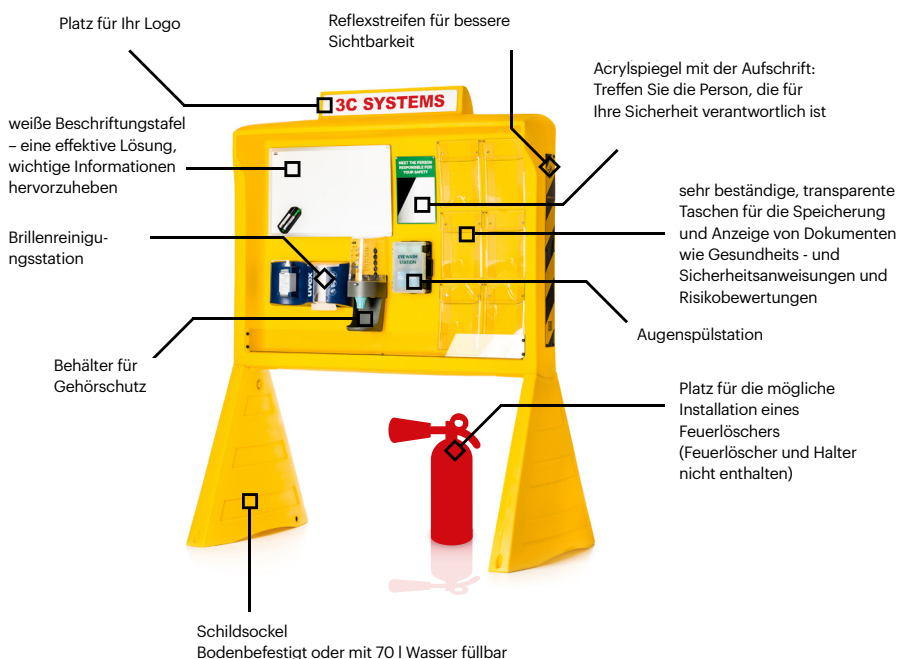 Platz für Ihr Logo
Reflexstreifen für bessere
Sichtbarkeit
Acrylspiegel mit der Aufschrift:
Treffen Sie die Person, die für
Ihre Sicherheit verantwortlich ist
3C SYSTEMS
weiße Beschriftungstafel
– eine effektive Lösung,
wichtige Informationen
hervorzuheben
MEET THE PERSON
RESPONSIBLE FOR
YOUR SAFETY
sehr beständige, transparente
Taschen für die Speicherung
und Anzeige von Dokumenten
wie Gesundheits - und
Sicherheitsanweisungen und
Risikobewertungen
Brillenreinigu-
ngsstation
EYE WASH
STATION
uvex
Augenspülstation
Behälter für
Gehörschutz
Platz für die mögliche
Installation eines
Feuerlöschers
(Feuerlöscher und Halter
nicht enthalten)
Schildsockel
Bodenbefestigt oder mit 70 l Wasser füllbar